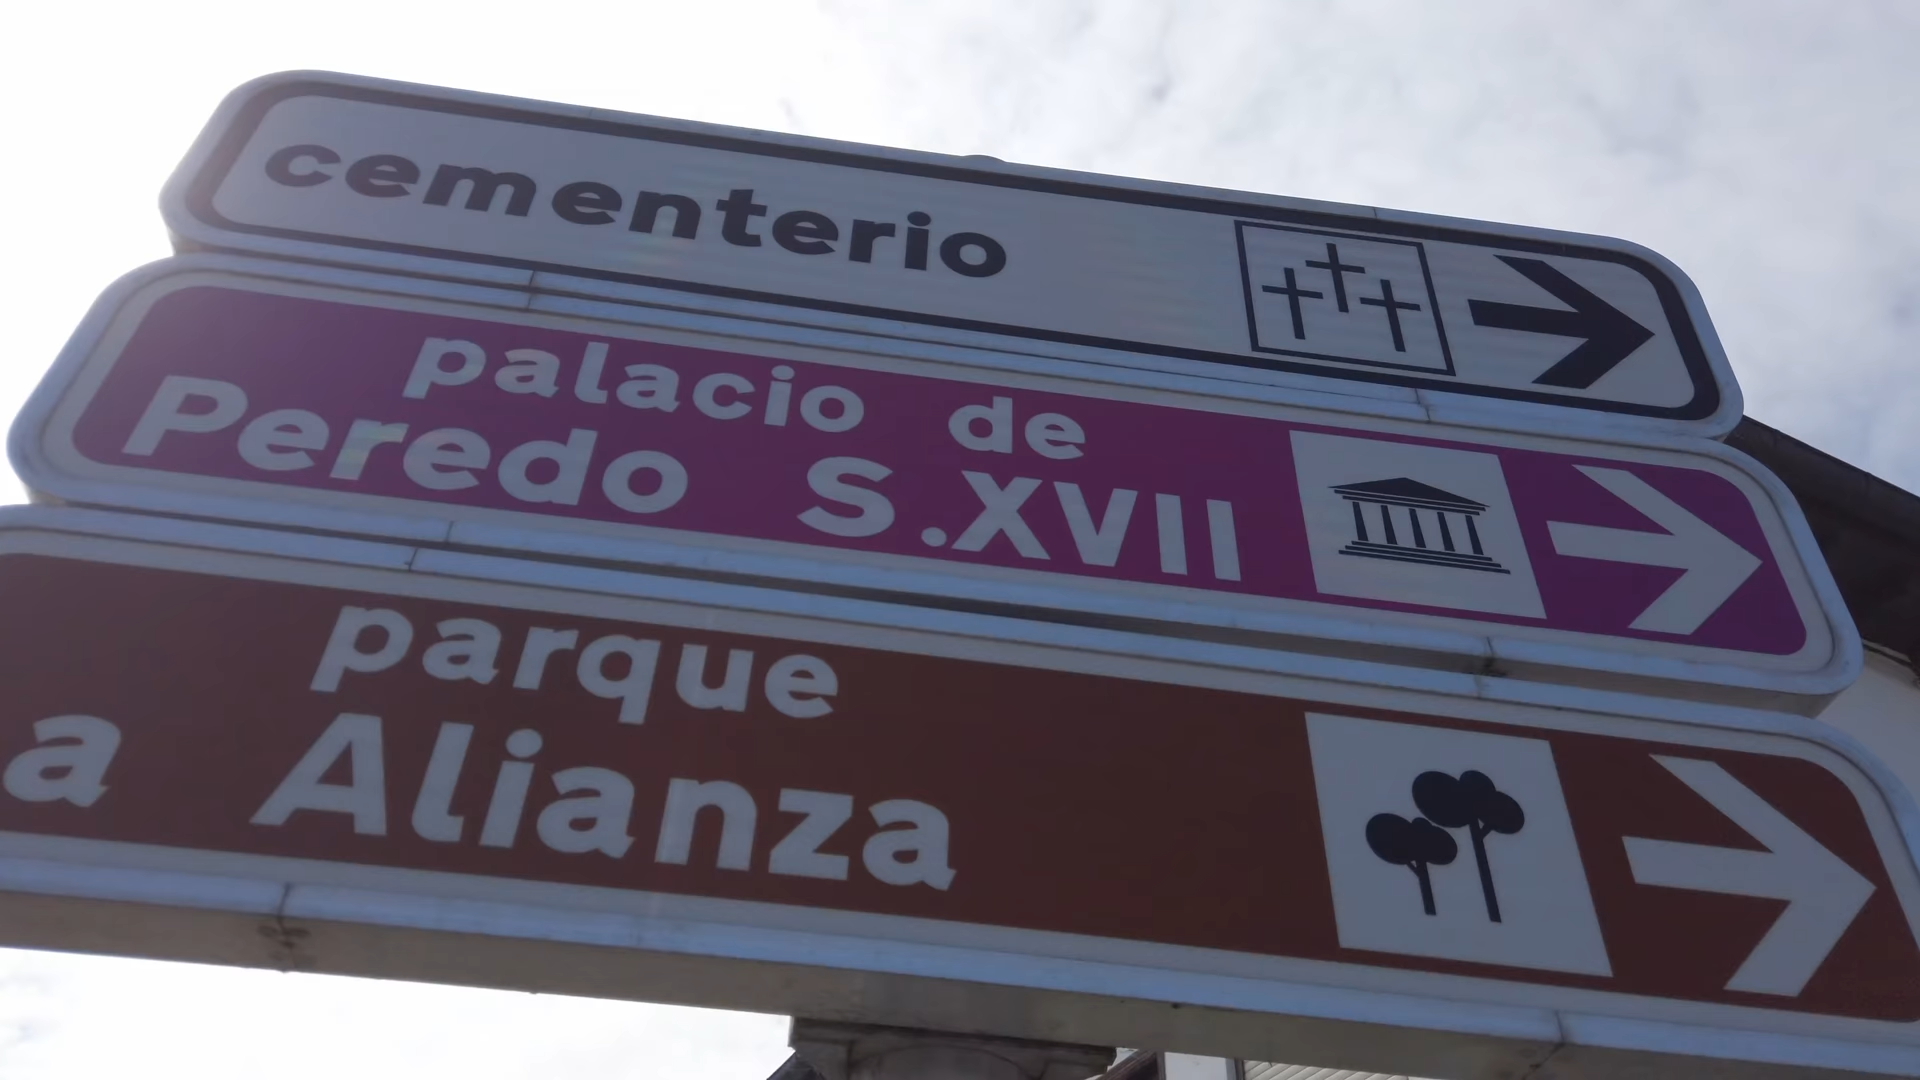 cementerio
palacio de
Peredo S.XVII
parque
a Alianza